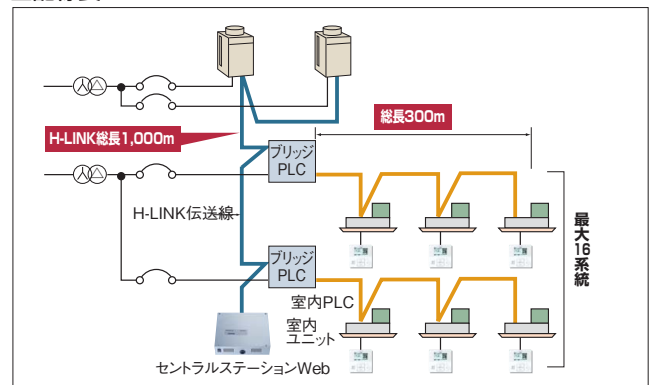 H-LINK総長1,000m
総長300m
ブリッジ
PLC
H-LINK伝送線
ブリッジ
PLC
最大16系統
室内PLC
室内
ユニット
セントラルステーションWeb